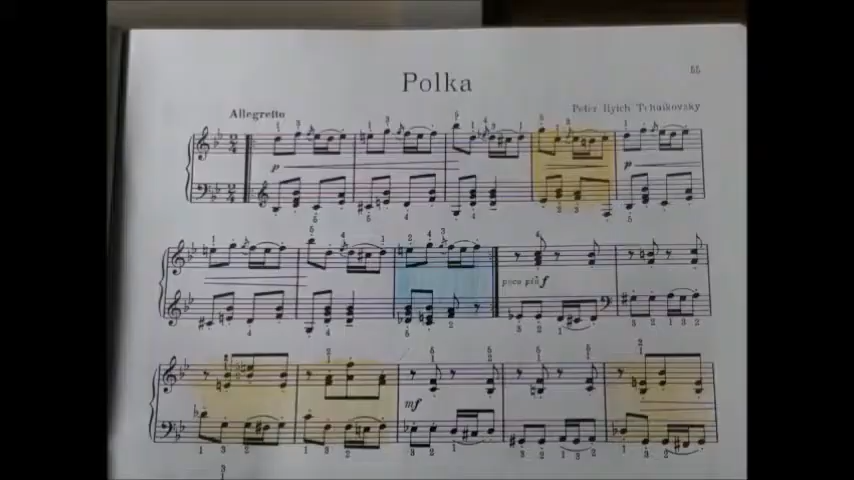 55
Polka
Allegretto
Peter Ilyich Tchaikovsky
p
p
poco più f
mf